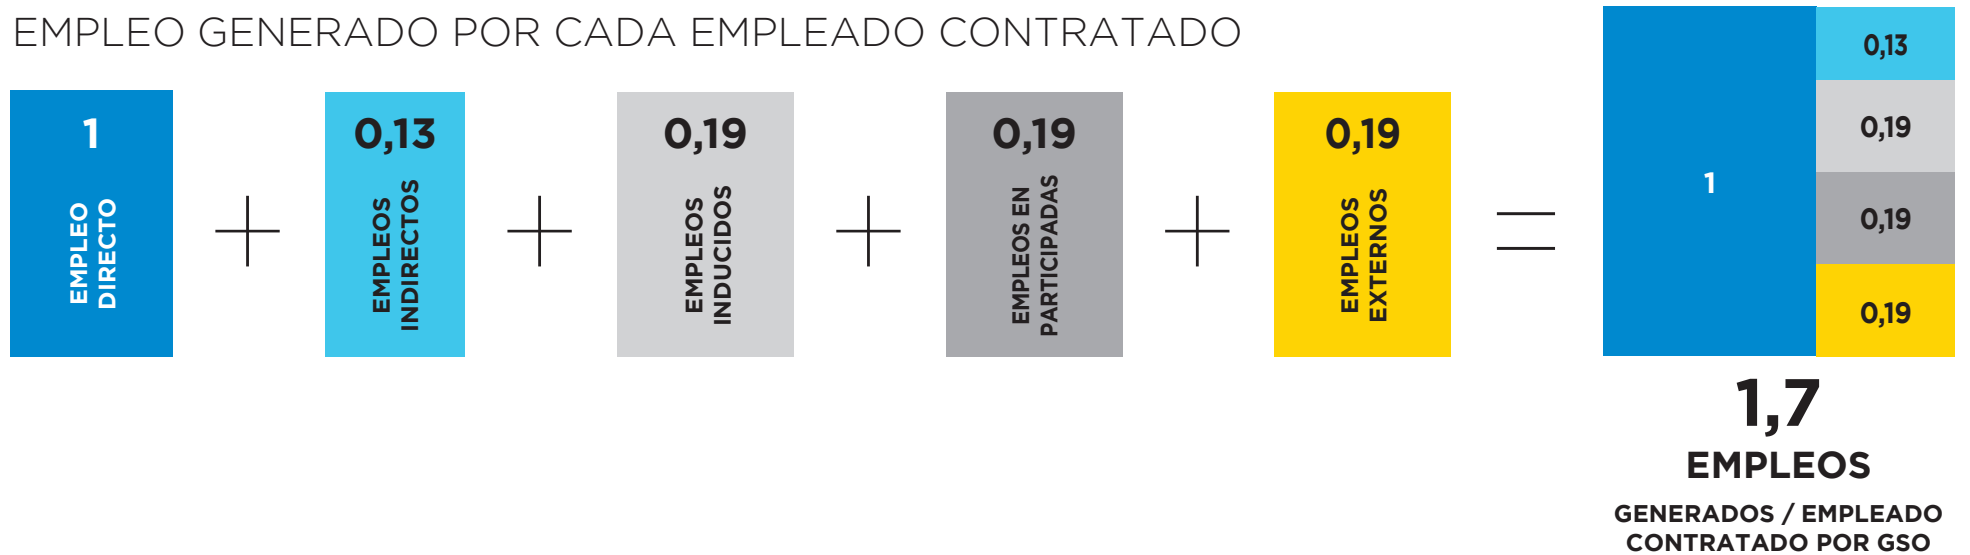 EMPLEO GENERADO POR CADA EMPLEADO CONTRATADO
1
EMPLEO
DIRECTO
+
0,13
EMPLEOS
INDIRECTOS
+
0,19
EMPLEOS
INDUCIDOS
+
0,19
EMPLEOS EN
PARTICIPADAS
+
0,19
EMPLEOS
EXTERNOS
=
1
0,13
0,19
0,19
0,19
1,7
EMPLEOS
GENERADOS / EMPLEADO
CONTRATADO POR GSO